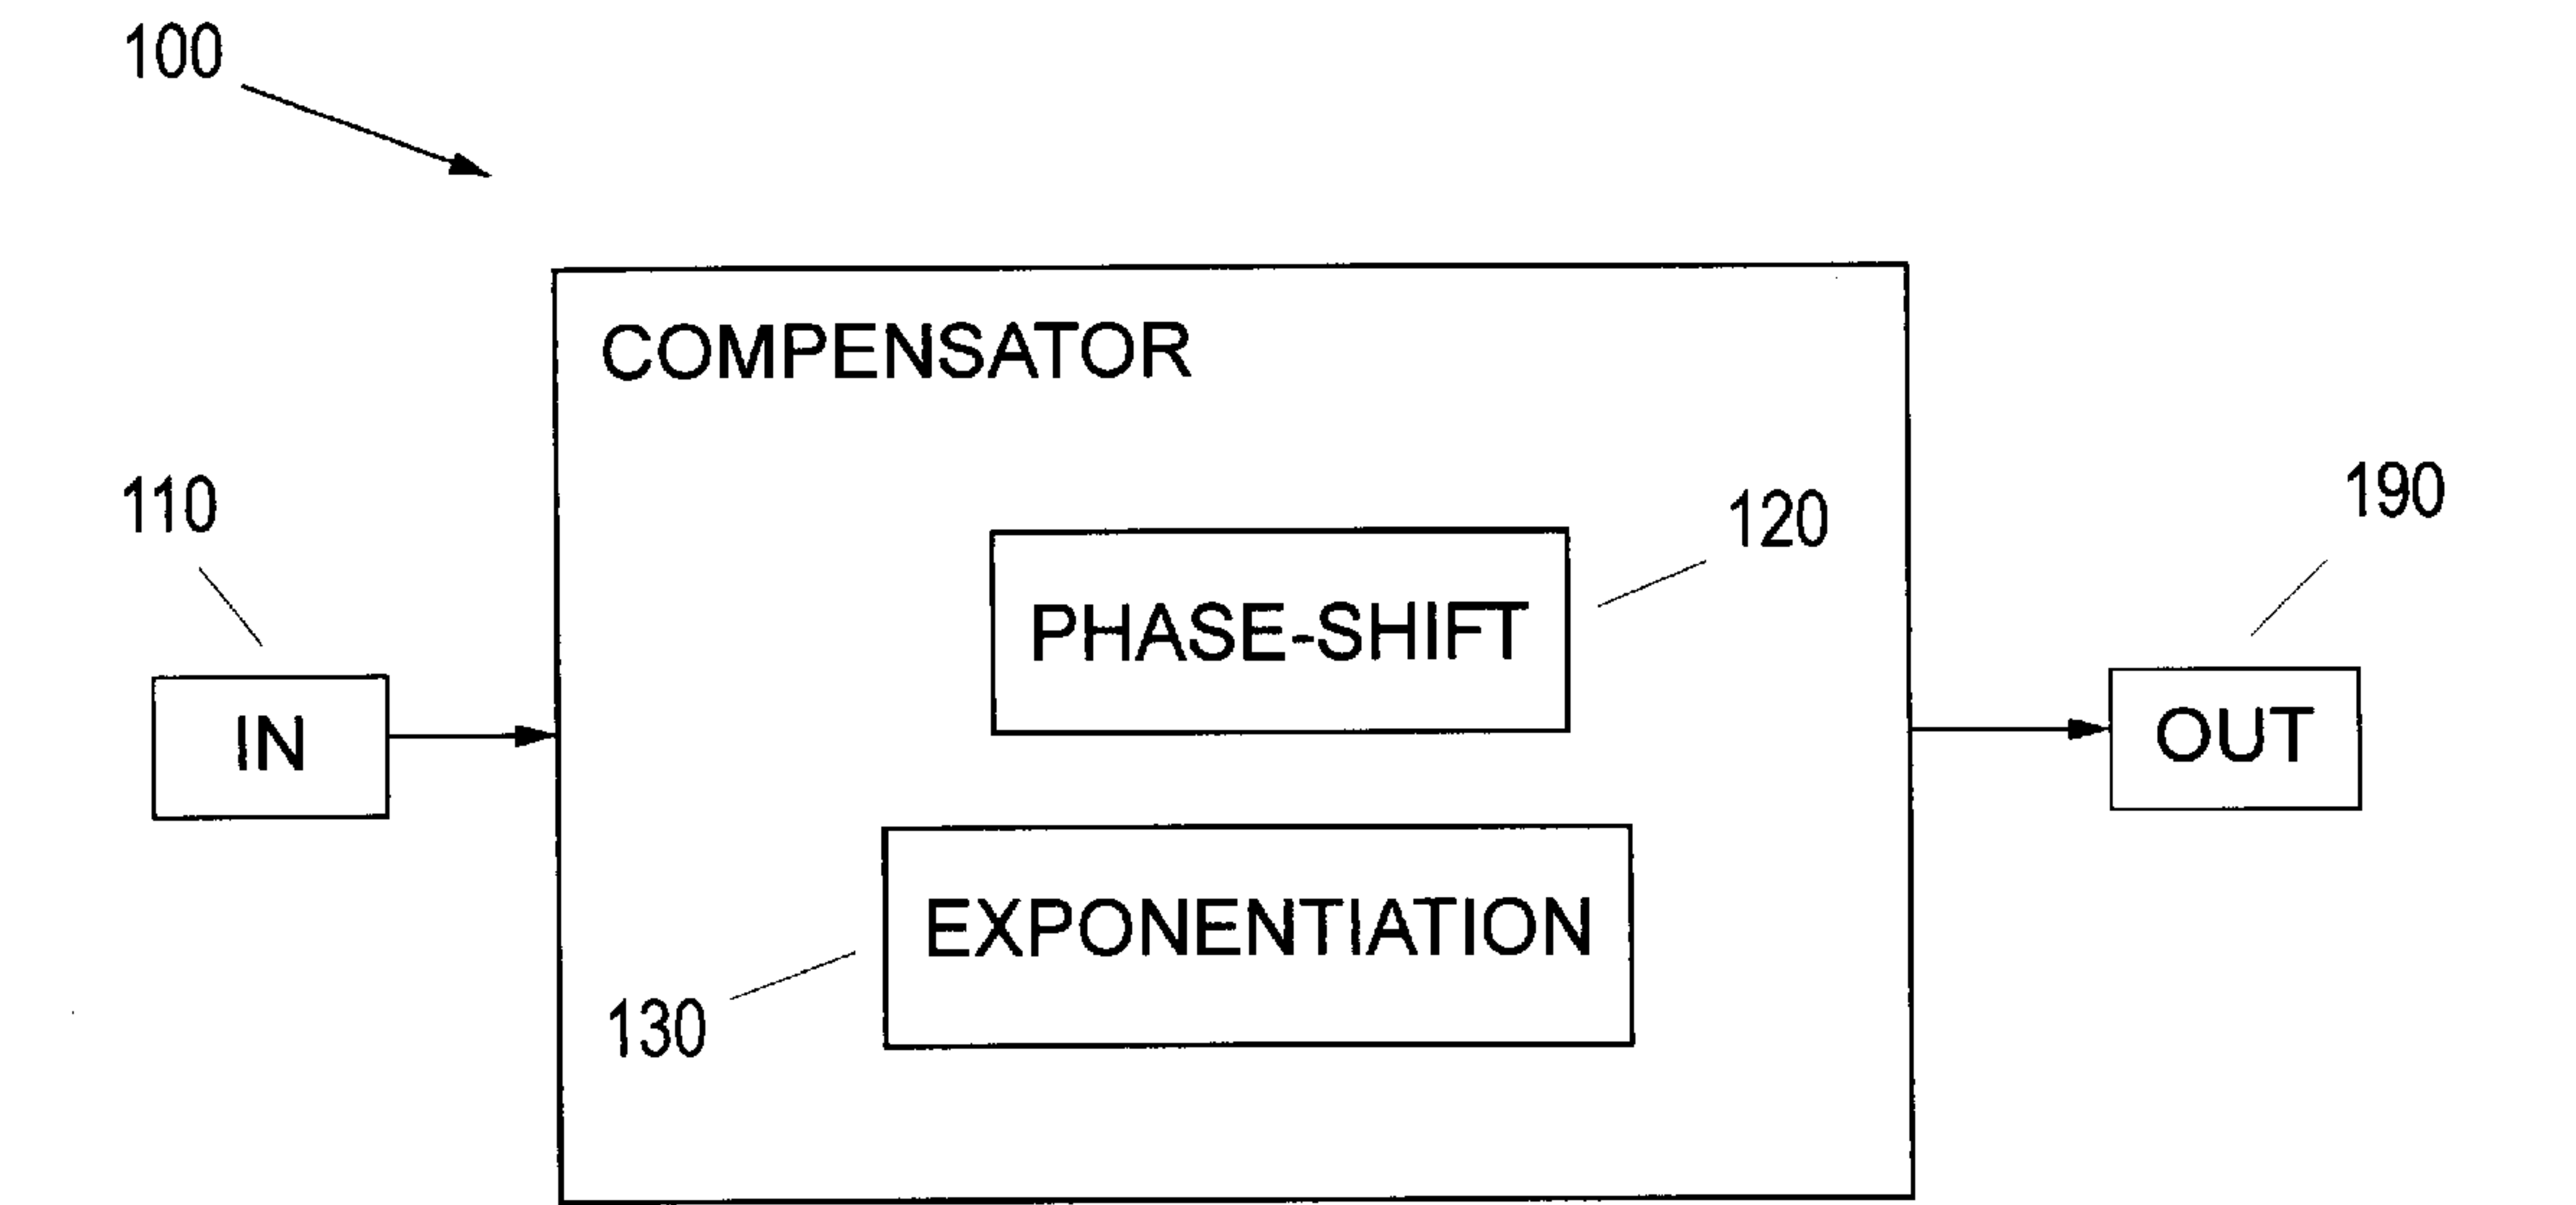 100
COMPENSATOR
110
190
120
PHASE-SHIFT
IN
OUT
EXPONENTIATION
130